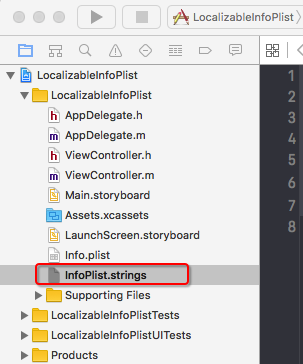 LocalizableInfoPlist
LocalizableInfoPlist
LocalizableInfoPlist
h AppDelegate.h
m AppDelegate.m
h ViewController.h
m ViewController.m
Main.storyboard
Assets.xcassets
LaunchScreen.storyboard
Info.plist
InfoPlist.strings
Supporting Files
LocalizableInfoPlistTests
LocalizableInfoPlistUITests
Products
1
2
3
4
5
6
7
8